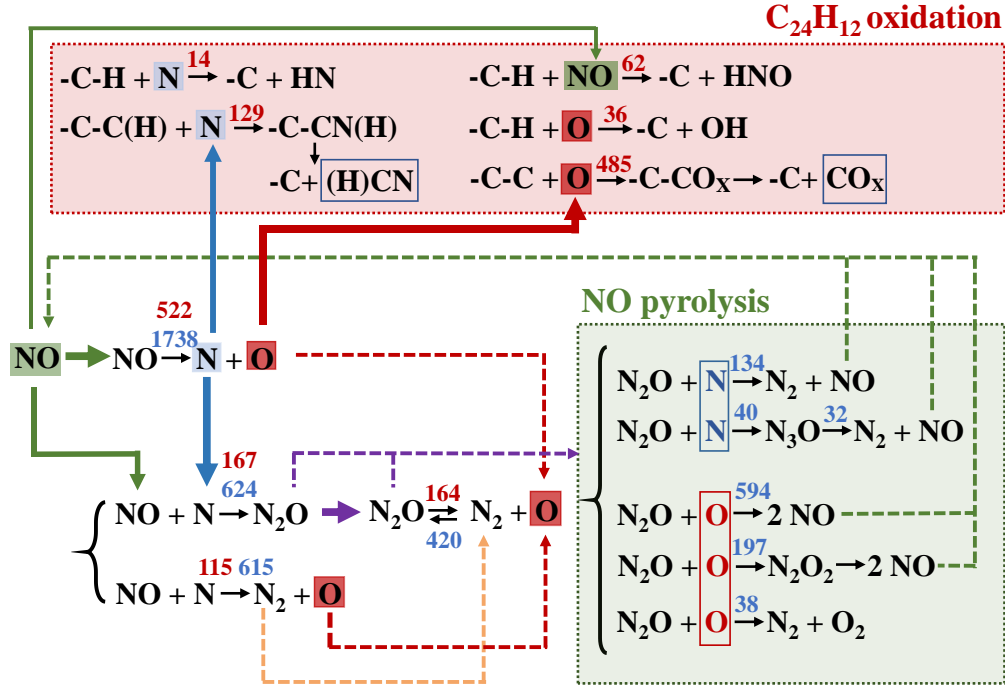 C₂₄H₁₂ oxidation
14
-C-H + N → -C + HN
62
-C-H + NO → -C + HNO
129
-C-C(H) + N → -C-CN(H)
-C+ (H)CN
36
-C-H + O → -C + OH
485
-C-C + O → -C-COₓ → -C+ COₓ
522
1738
NO NO → N + O
167
624
NO + N → N₂O
164
N₂O ⇌ N₂ + O
420
115 615
NO + N → N₂ + O
NO pyrolysis
134
N₂O + N → N₂ + NO
40 32
N₂O + N → N₃O → N₂ + NO
594
N₂O + O → 2 NO
197
N₂O + O → N₂O₂ → 2 NO
38
N₂O + O → N₂ + O₂